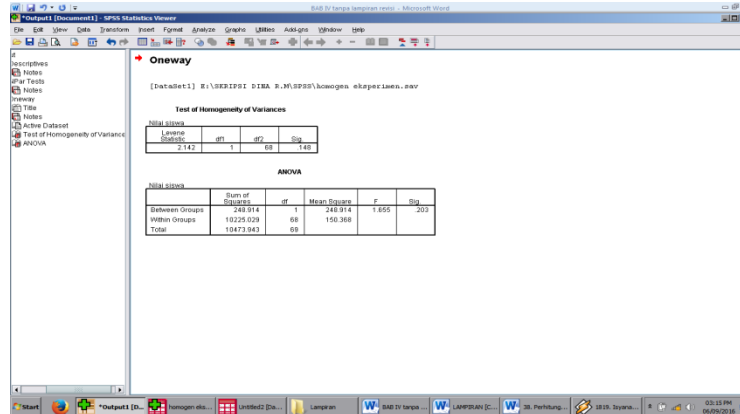 BAB IV tanpa lampiran revisi - Microsoft Word
*Output1 [Document1] - SPSS Statistics Viewer
File Edit View Data Transform Insert Format Analyze Graphs Utilities Add-ons Window Help
Descriptives
Notes
Par Tests
Notes
Oneway
Title
Notes
Active Dataset
Test of Homogeneity of Variance
ANOVA
Oneway
[DataSet1] E:\SKRIPSI DINA R.M\SPSS\homogen eksperimen.sav
Test of Homogeneity of Variances
Nilai siswa
Levene Statistic df1 df2 Sig.
2.142 1 68 .148
ANOVA
Nilai siswa
Sum of Squares df Mean Square F Sig.
Between Groups 248.914 1 248.914 1.655 .203
Within Groups 10225.029 68 150.368
Total 10473.943 69
Start *Output1 [D... homogen eks... Untitled2 [Da... Lampiran BAB IV tanpa ... LAMPIRAN [C... 38. Perhitung... 1819. Isyana...
03:15 PM
06/09/2016